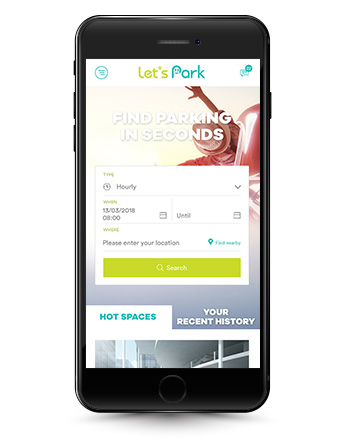 Let's Park
FIND PARKING
IN SECONDS
TYPE
Hourly
WHEN
13/03/2018
08:00
Until
WHERE
Please enter your location
Find nearby
Search
HOT SPACES
YOUR
RECENT HISTORY